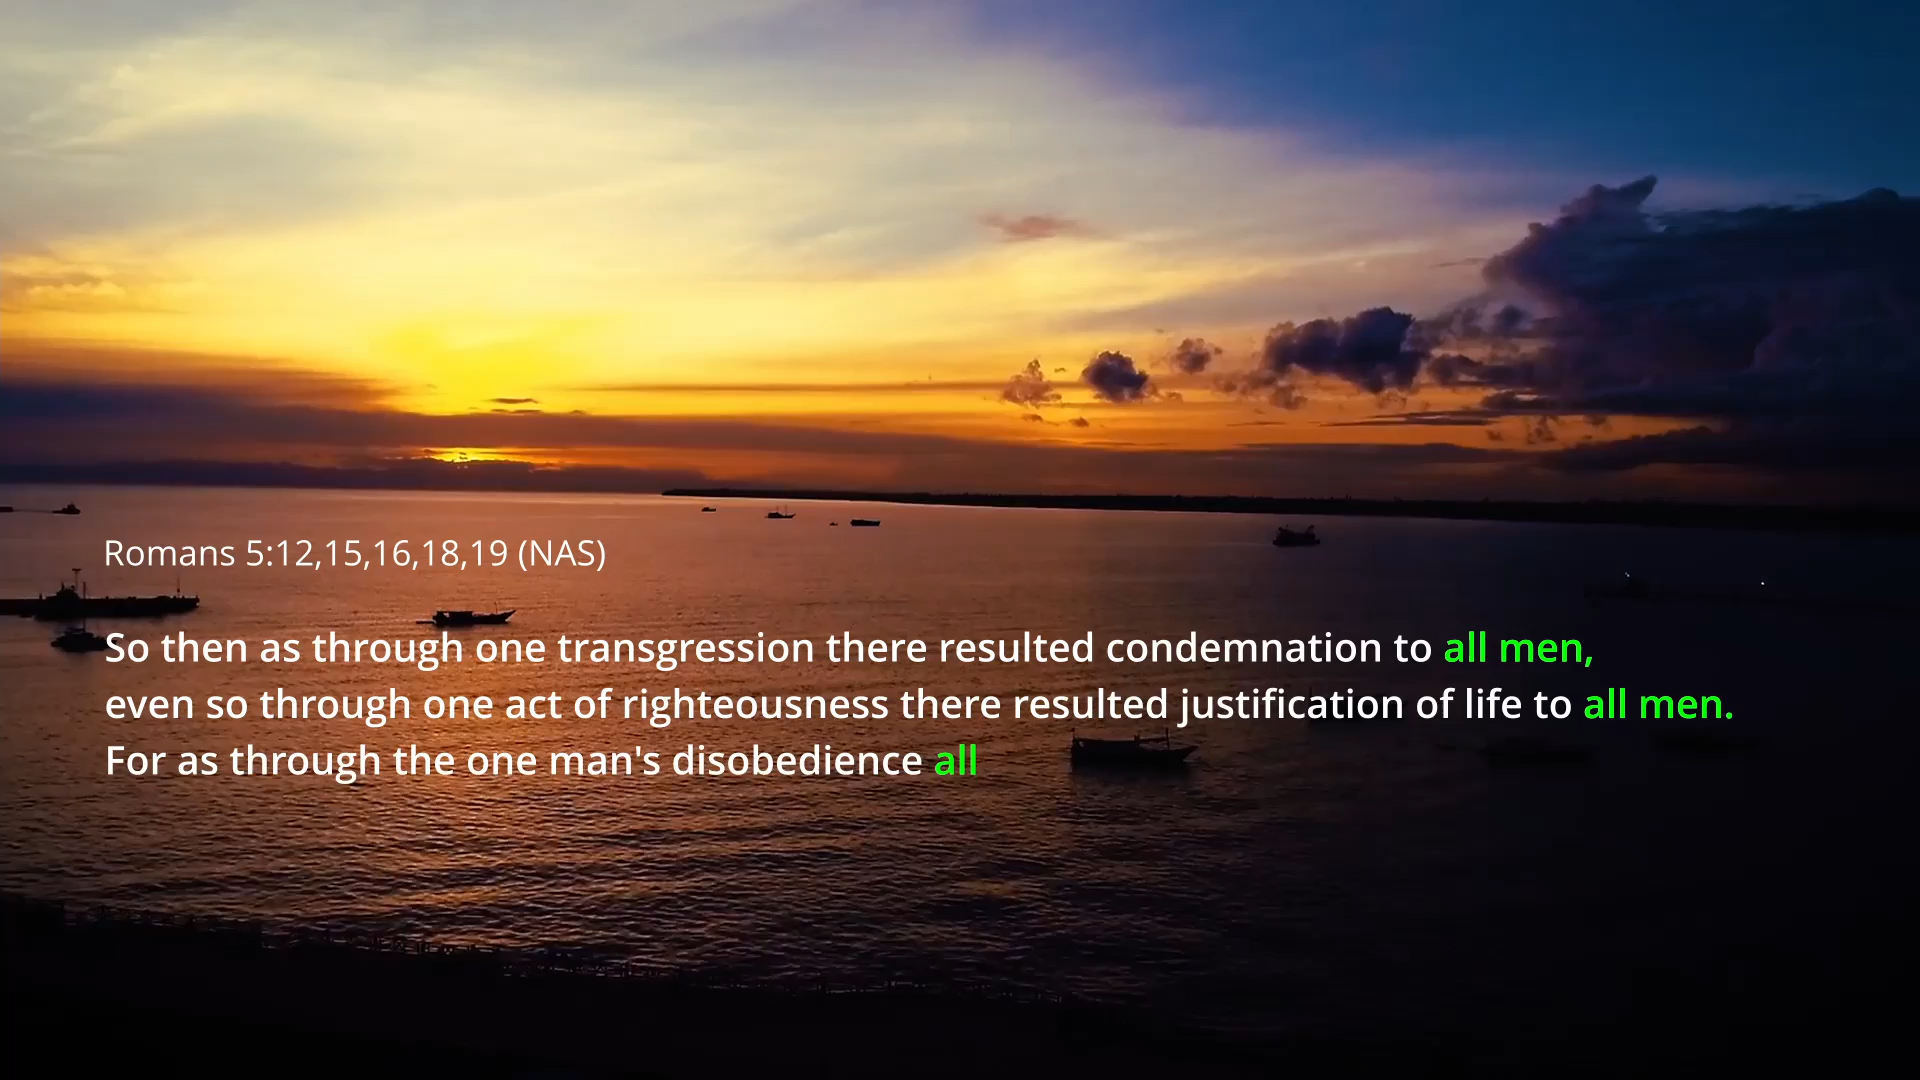 Romans 5:12,15,16,18,19 (NAS)
So then as through one transgression there resulted condemnation to all men,
even so through one act of righteousness there resulted justification of life to all men.
For as through the one man's disobedience all